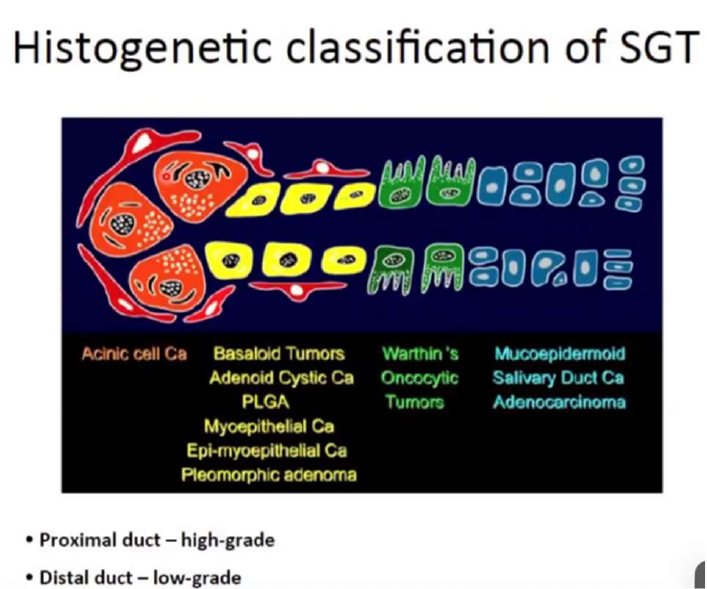 Histogenetic classification of SGT
Acinic cell Ca
Basaloid Tumors
Adenoid Cystic Ca
PLGA
Myoepithelial Ca
Epi-myoepithelial Ca
Pleomorphic adenoma
Warthin's
Oncocytic
Tumors
Mucoepidermoid
Salivary Duct Ca
Adenocarcinoma
• Proximal duct – high-grade
• Distal duct – low-grade